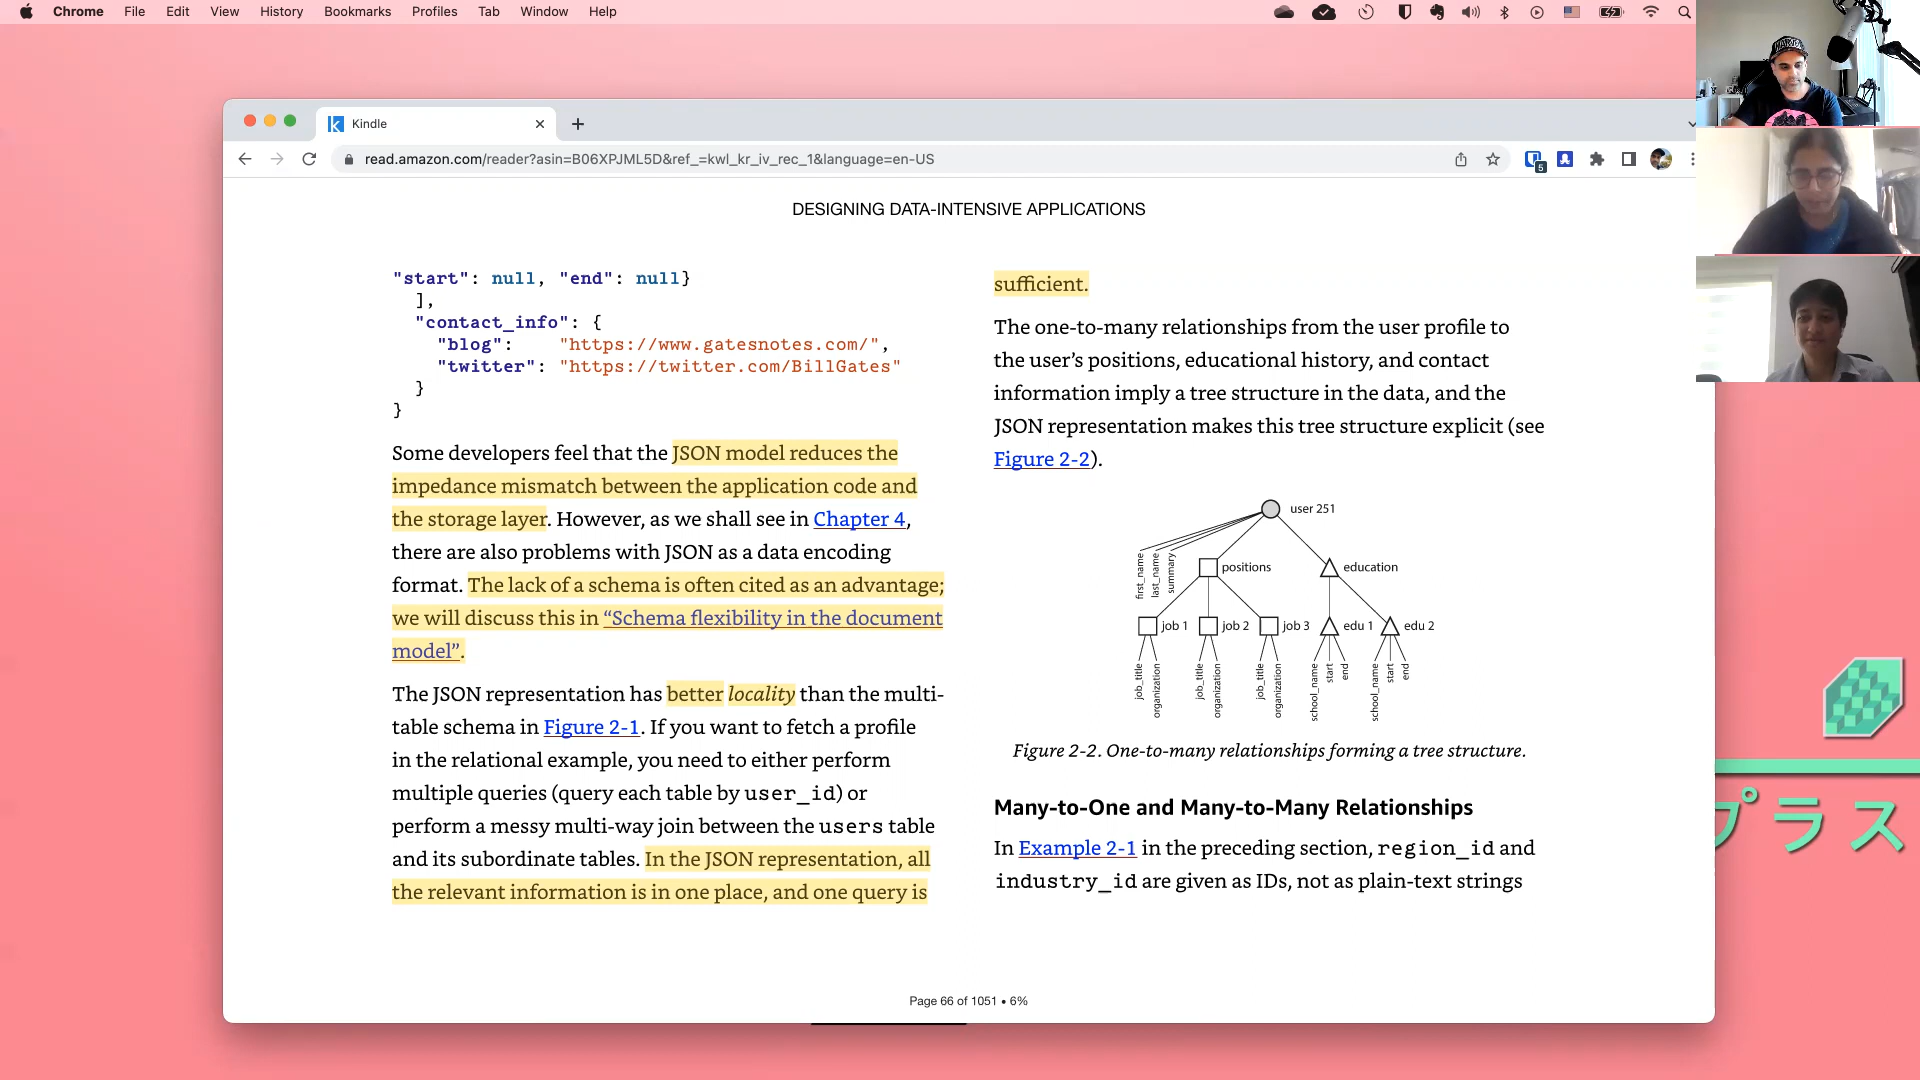 Chrome File Edit View History Bookmarks Profiles Tab Window Help
Kindle
read.amazon.com/reader?asin=B06XPJML5D&ref_=kwl_kr_iv_rec_1&language=en-US
5
DESIGNING DATA-INTENSIVE APPLICATIONS
"start": null, "end": null}
],
"contact_info": {
"blog": "https://www.gatesnotes.com/",
"twitter": "https://twitter.com/BillGates"
}
}
Some developers feel that the JSON model reduces the
impedance mismatch between the application code and
the storage layer. However, as we shall see in Chapter 4,
there are also problems with JSON as a data encoding
format. The lack of a schema is often cited as an advantage;
we will discuss this in “Schema flexibility in the document
model”.
The JSON representation has better locality than the multi-
table schema in Figure 2-1. If you want to fetch a profile
in the relational example, you need to either perform
multiple queries (query each table by user_id) or
perform a messy multi-way join between the users table
and its subordinate tables. In the JSON representation, all
the relevant information is in one place, and one query is
sufficient.
The one-to-many relationships from the user profile to
the user’s positions, educational history, and contact
information imply a tree structure in the data, and the
JSON representation makes this tree structure explicit (see
Figure 2-2).
user 251
first_name
last_name
summary
positions
education
job 1
job 2
job 3
edu 1
edu 2
job_title
organization
job_title
organization
job_title
organization
school_name
start
end
school_name
start
end
Figure 2-2. One-to-many relationships forming a tree structure.
Many-to-One and Many-to-Many Relationships
In Example 2-1 in the preceding section, region_id and
industry_id are given as IDs, not as plain-text strings
Page 66 of 1051 • 6%
プラス